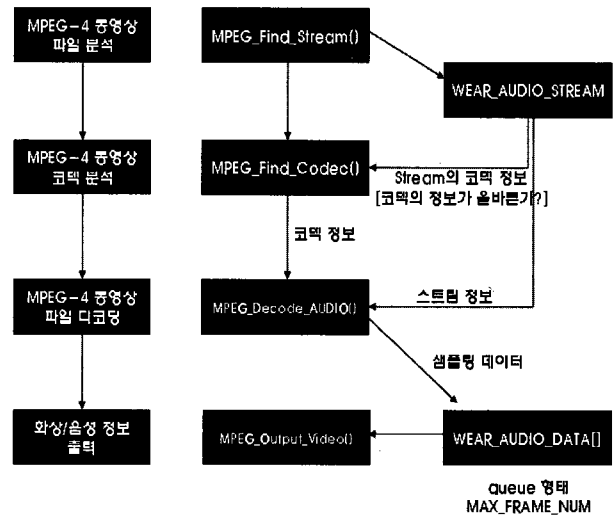 MPEG-4 동영상
파일 분석
MPEG_Find_Stream()
WEAR_AUDIO_STREAM
MPEG-4 동영상
코덱 분석
MPEG_Find_Codec()
Stream의 코덱 정보
[코덱의 정보가 올바른가?]
코덱 정보
MPEG-4 동영상
파일 디코딩
MPEG_Decode_AUDIO()
스트림 정보
샘플링 데이터
화상/음성 정보
출력
MPEG_Output_Video()
WEAR_AUDIO_DATA[]
queue 형태
MAX_FRAME_NUM